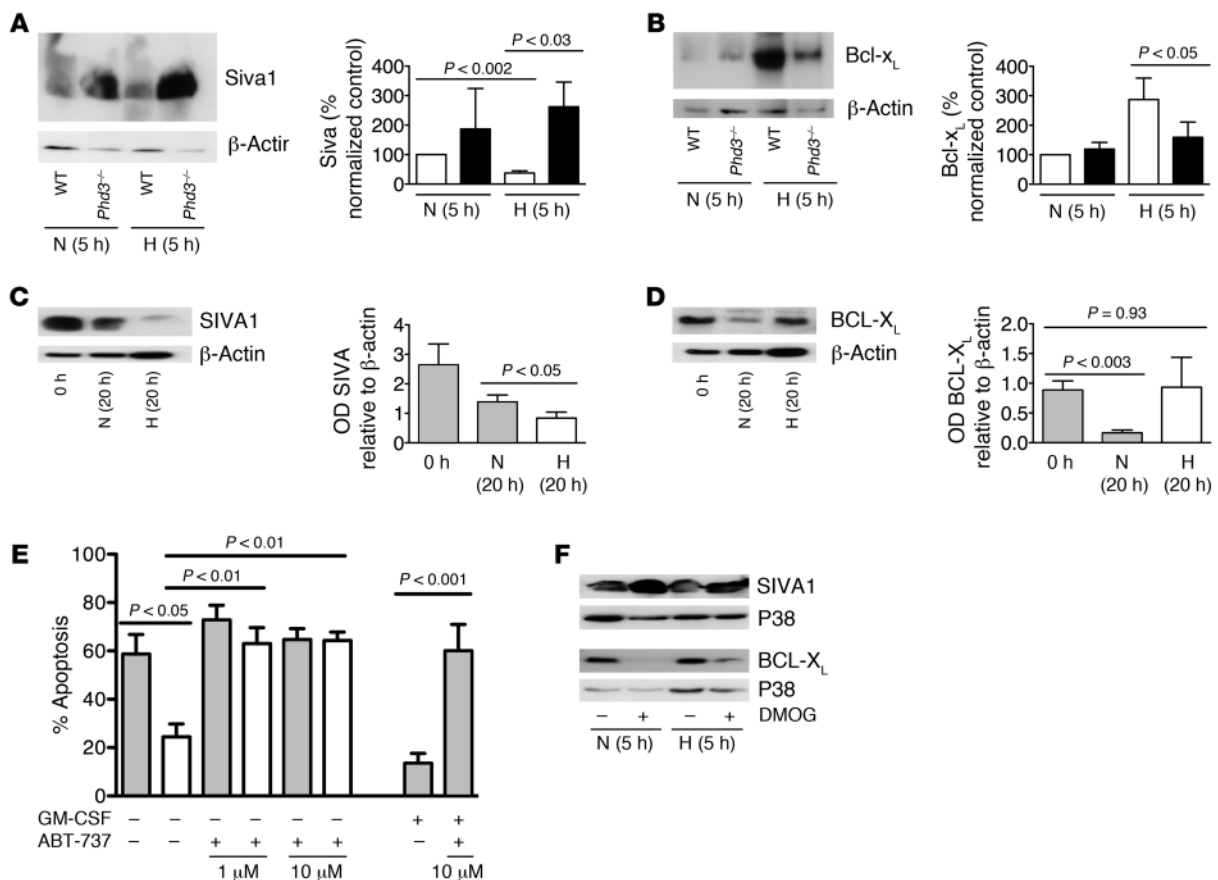 A
Siva1
β-Actir
WT
Phd3⁻/⁻
WT
Phd3⁻/⁻
N (5 h)
H (5 h)
Siva (%
normalized control)
400
300
200
100
0
P < 0.03
P < 0.002
N (5 h)
H (5 h)
B
Bcl-xL
β-Actin
WT
Phd3⁻/⁻
WT
Phd3⁻/⁻
N (5 h)
H (5 h)
Bcl-xL (%
normalized control)
400
300
200
100
0
P < 0.05
N (5 h)
H (5 h)
C
SIVA1
β-Actin
0 h
N (20 h)
H (20 h)
OD SIVA
relative to β-actin
4
3
2
1
0
P < 0.05
0 h
N
(20 h)
H
(20 h)
D
BCL-XL
β-Actin
0 h
N (20 h)
H (20 h)
OD BCL-XL
relative to β-actin
2.0
1.5
1.0
0.5
0.0
P = 0.93
P < 0.003
0 h
N
(20 h)
H
(20 h)
E
% Apoptosis
100
80
60
40
20
0
P < 0.01
P < 0.01
P < 0.05
P < 0.001
GM-CSF – – – – – – + +
ABT-737 – – + + + + – +
1 μM 10 μM 10 μM
F
SIVA1
P38
BCL-XL
P38
– + – + DMOG
N (5 h) H (5 h)